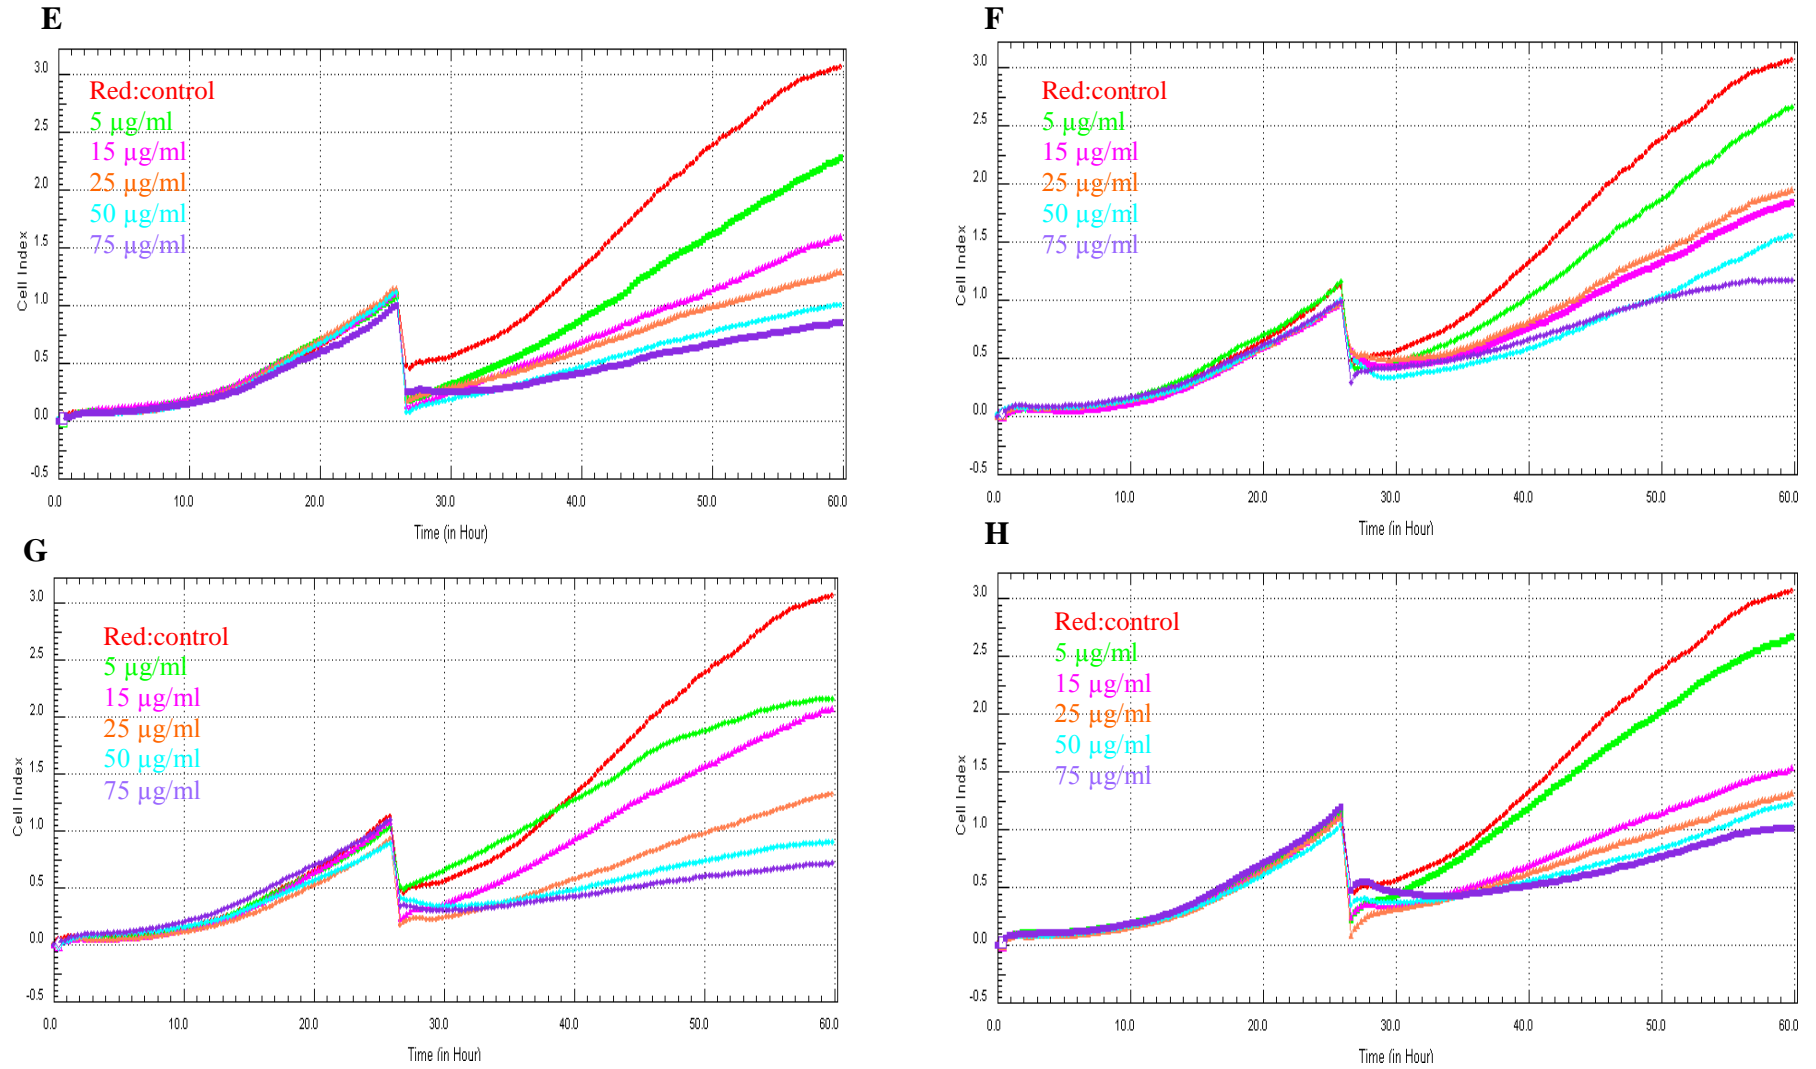 E
3.0
2.5
2.0
1.5
1.0
0.5
0.0
-0.5
Cell Index
Red:control
5 µg/ml
15 µg/ml
25 µg/ml
50 µg/ml
75 µg/ml
0.0 10.0 20.0 30.0 40.0 50.0 60.0
Time (in Hour)
F
3.0
2.5
2.0
1.5
1.0
0.5
0.0
-0.5
Cell Index
Red:control
5 µg/ml
15 µg/ml
25 µg/ml
50 µg/ml
75 µg/ml
0.0 10.0 20.0 30.0 40.0 50.0 60.0
Time (in Hour)
G
3.0
2.5
2.0
1.5
1.0
0.5
0.0
-0.5
Cell Index
Red:control
5 µg/ml
15 µg/ml
25 µg/ml
50 µg/ml
75 µg/ml
0.0 10.0 20.0 30.0 40.0 50.0 60.0
Time (in Hour)
H
3.0
2.5
2.0
1.5
1.0
0.5
0.0
-0.5
Cell Index
Red:control
5 µg/ml
15 µg/ml
25 µg/ml
50 µg/ml
75 µg/ml
0.0 10.0 20.0 30.0 40.0 50.0 60.0
Time (in Hour)